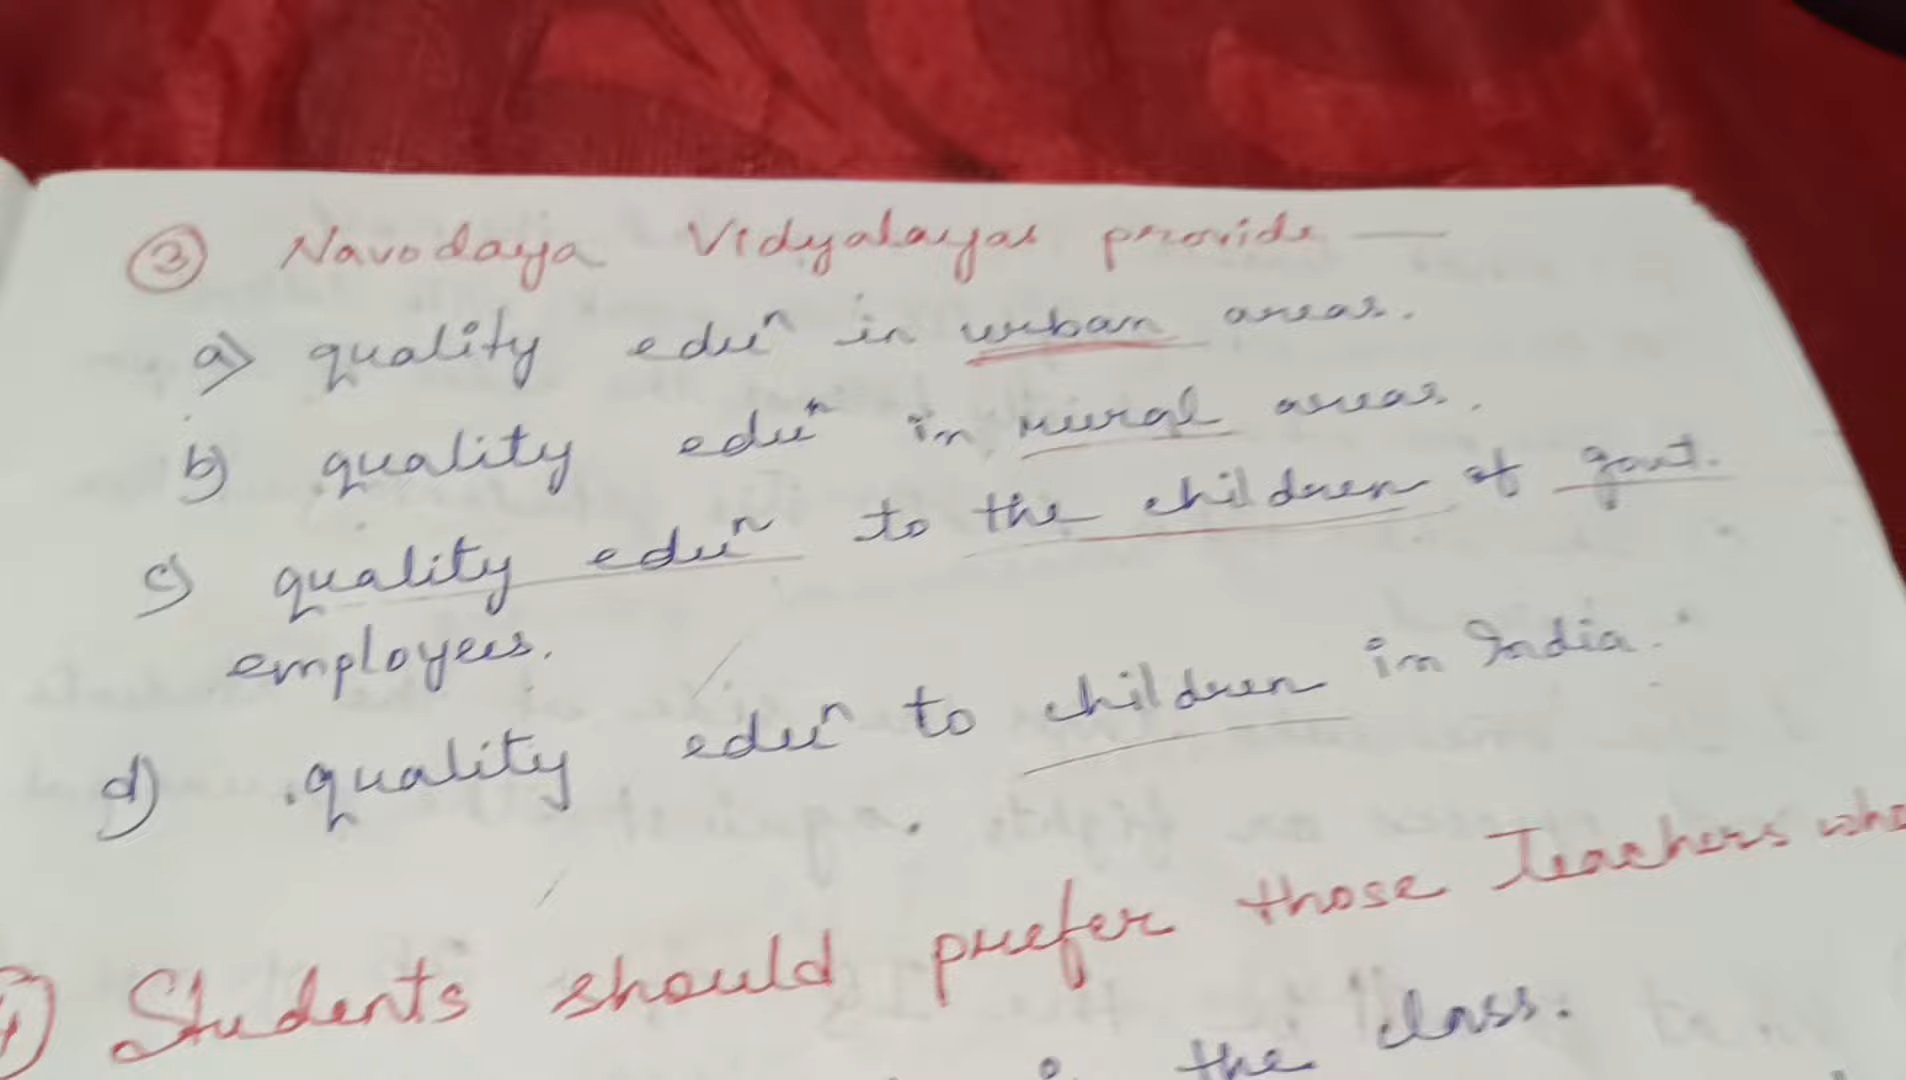 ③ Navodaya Vidyalayas provide —
a) quality eduⁿ in urban areas.
b) quality eduⁿ in rural areas.
c) quality eduⁿ to the children of govt.
employees.
d) quality eduⁿ to children in India.
Students should prefer those Teachers who
the class.